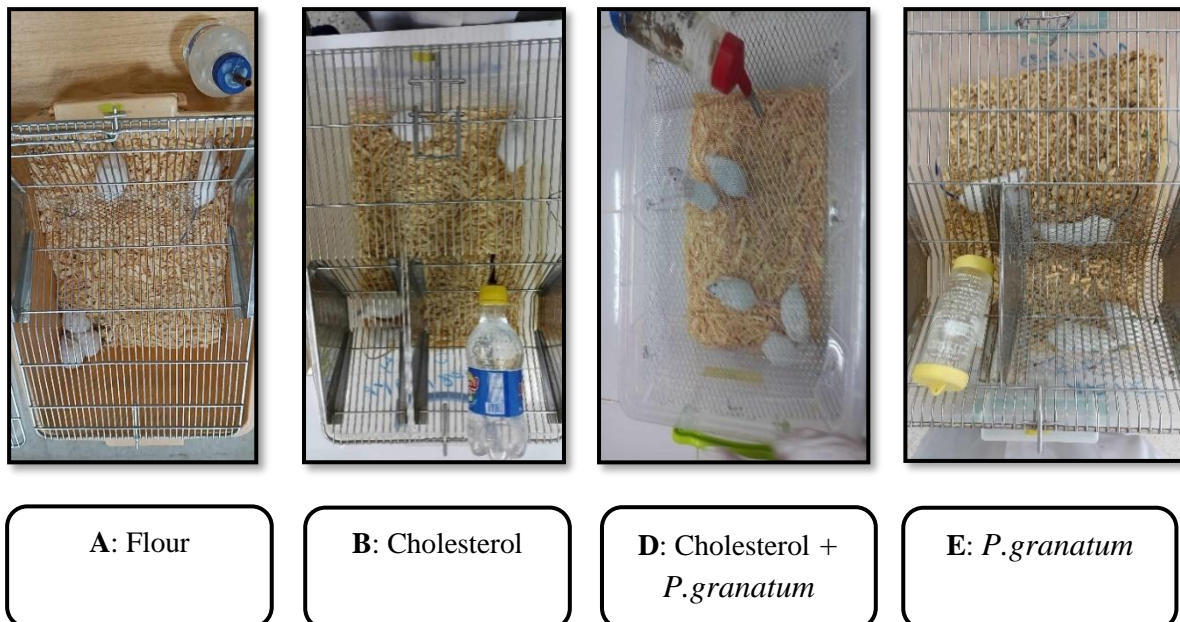 A: Flour
B: Cholesterol
D: Cholesterol +
P.granatum
E: P.granatum